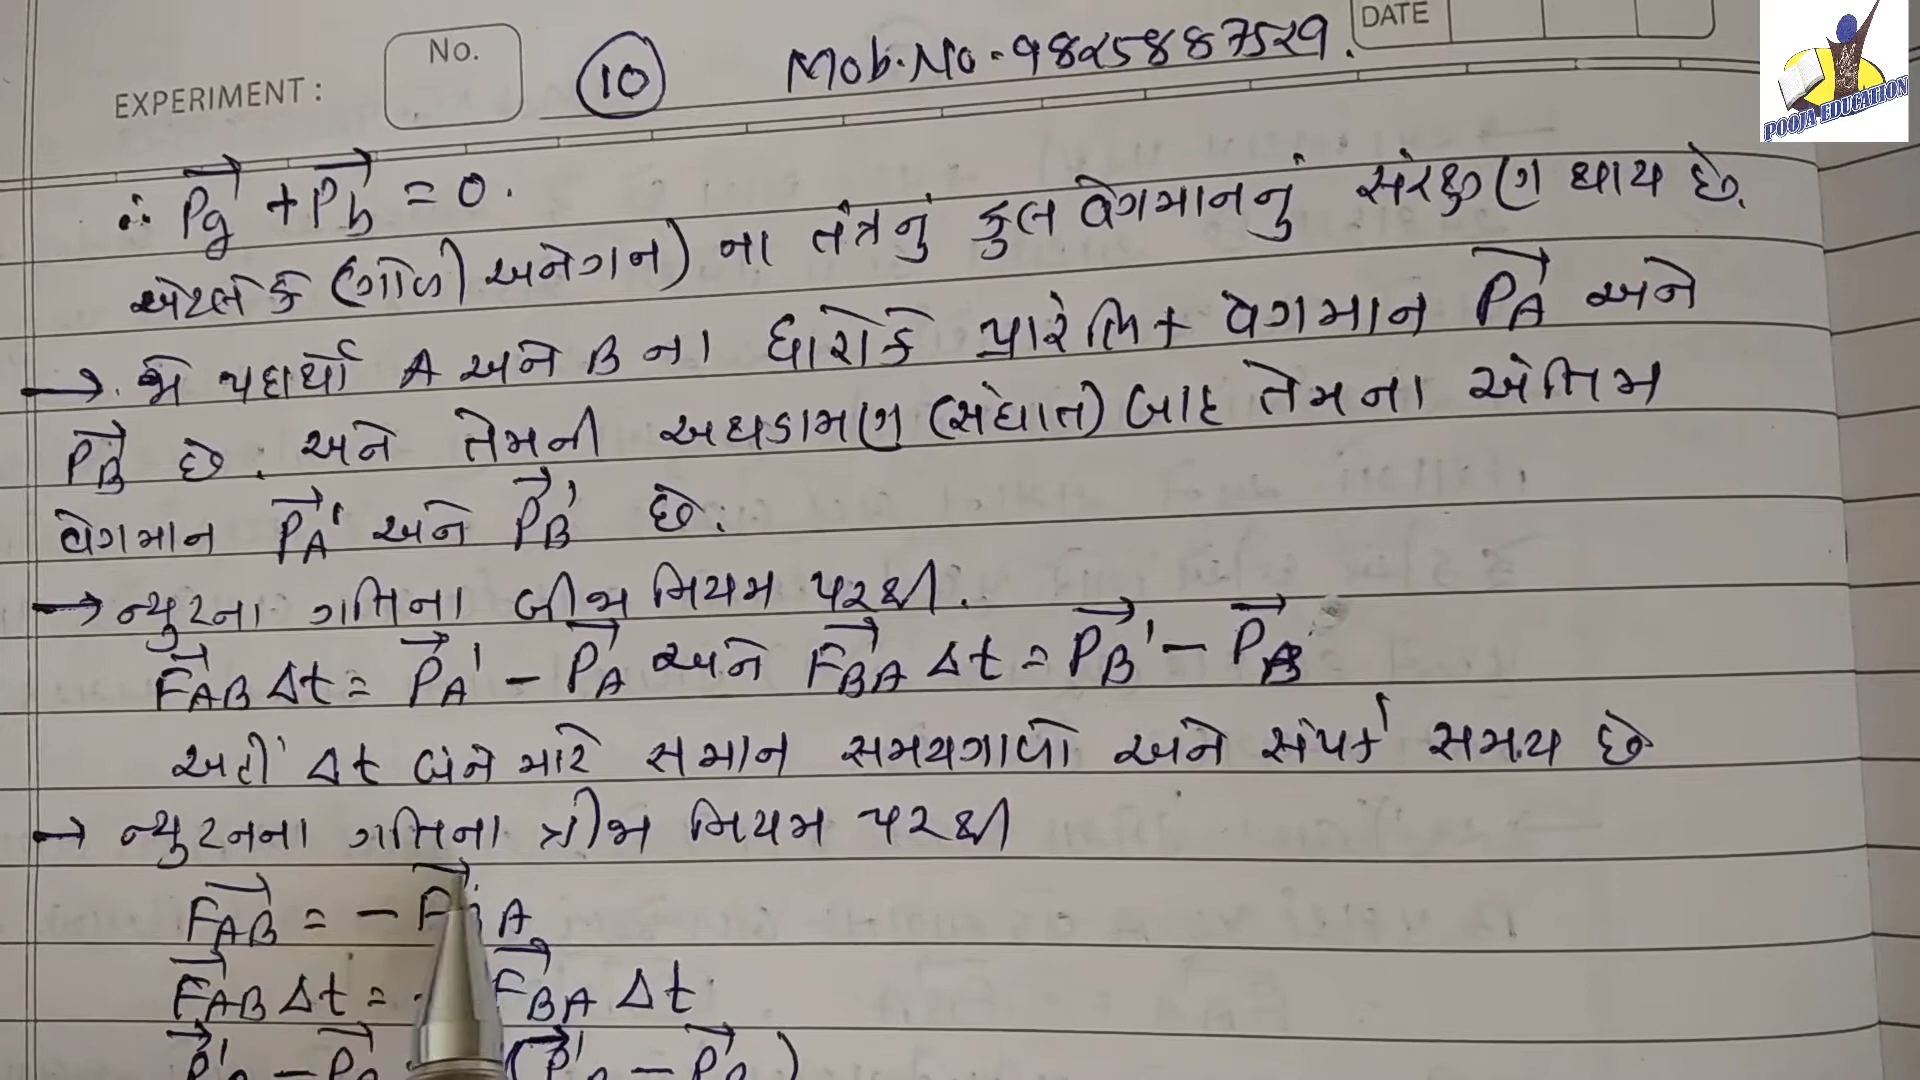 No. DATE
EXPERIMENT : (10) Mob.No-9825887529.
POOJA EDUCATION
∴ P⃗g + P⃗b = 0.
એટલે કે (ગોળી અને ગન) ના તંત્રનું કુલ વેગમાનનું સંરક્ષણ થાય છે.
→ બે પદાર્થો A અને B ના ધારોકે પ્રારંભિક વેગમાન P⃗A અને
P⃗B છે. અને તેમની અથડામણ (સંઘાત) બાદ તેમના અંતિમ
વેગમાન P⃗A' અને P⃗B' છે.
→ ન્યુટના ગતિના બીજા નિયમ પરથી.
F⃗AB Δt = P⃗A' - P⃗A અને F⃗BA Δt = P⃗B' - P⃗B
અહીં Δt બંને માટે સમાન સમયગાળો અને સંપર્ક સમય છે
→ ન્યુટનના ગતિના ત્રીજા નિયમ પરથી
F⃗AB = - F⃗BA
F⃗AB Δt = - F⃗BA Δt